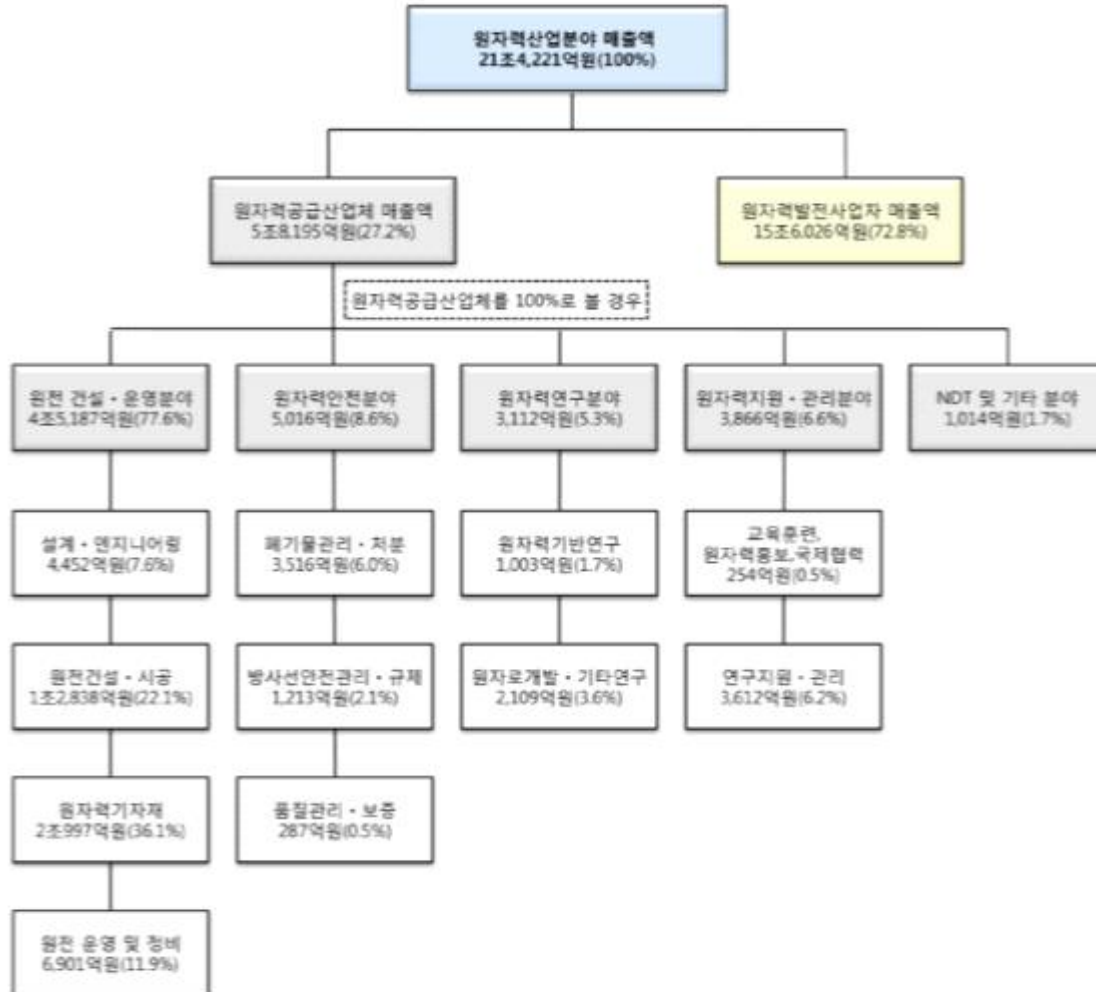 원자력산업분야 매출액
21조4,221억원(100%)
원자력공급산업체 매출액
5조8,195억원(27.2%)
원자력발전사업자 매출액
15조6,026억원(72.8%)
원자력공급산업체를 100%로 볼 경우
원전 건설・운영분야
4조5,187억원(77.6%)
원자력안전분야
5,016억원(8.6%)
원자력연구분야
3,112억원(5.3%)
원자력지원・관리분야
3,866억원(6.6%)
NDT 및 기타 분야
1,014억원(1.7%)
설계・엔지니어링
4,452억원(7.6%)
폐기물관리・처분
3,516억원(6.0%)
원자력기반연구
1,003억원(1.7%)
교육훈련,
원자력홍보,국제협력
254억원(0.5%)
원전건설・시공
1조2,838억원(22.1%)
방사선안전관리・규제
1,213억원(2.1%)
원자로개발・기타연구
2,109억원(3.6%)
연구지원・관리
3,612억원(6.2%)
원자력기자재
2조997억원(36.1%)
품질관리・보증
287억원(0.5%)
원전 운영 및 정비
6,901억원(11.9%)